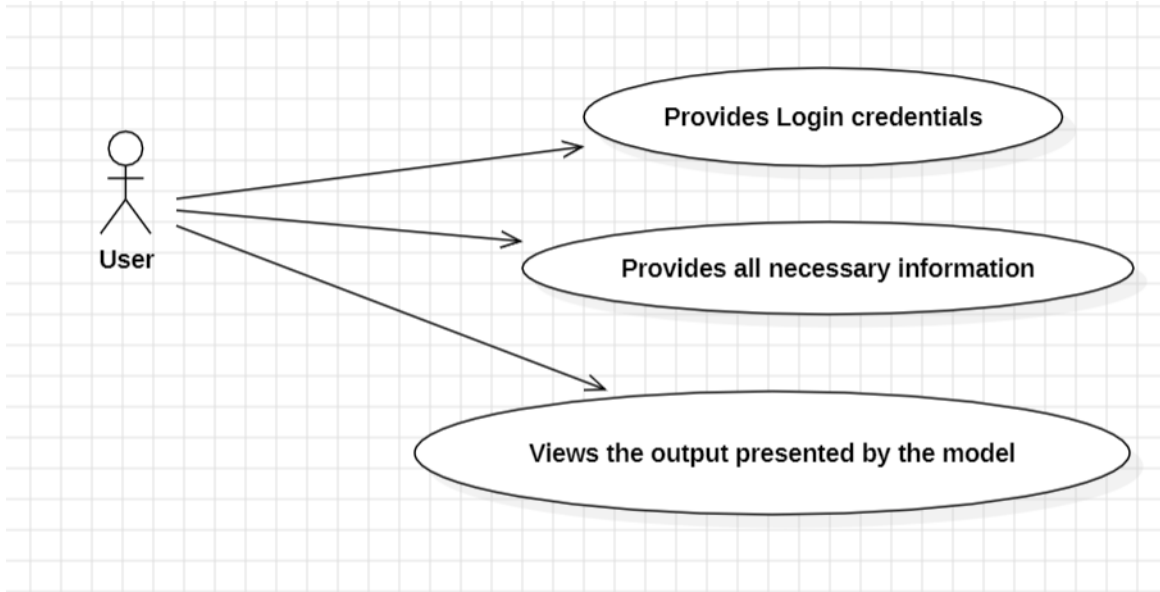 Provides Login credentials
User
Provides all necessary information
Views the output presented by the model